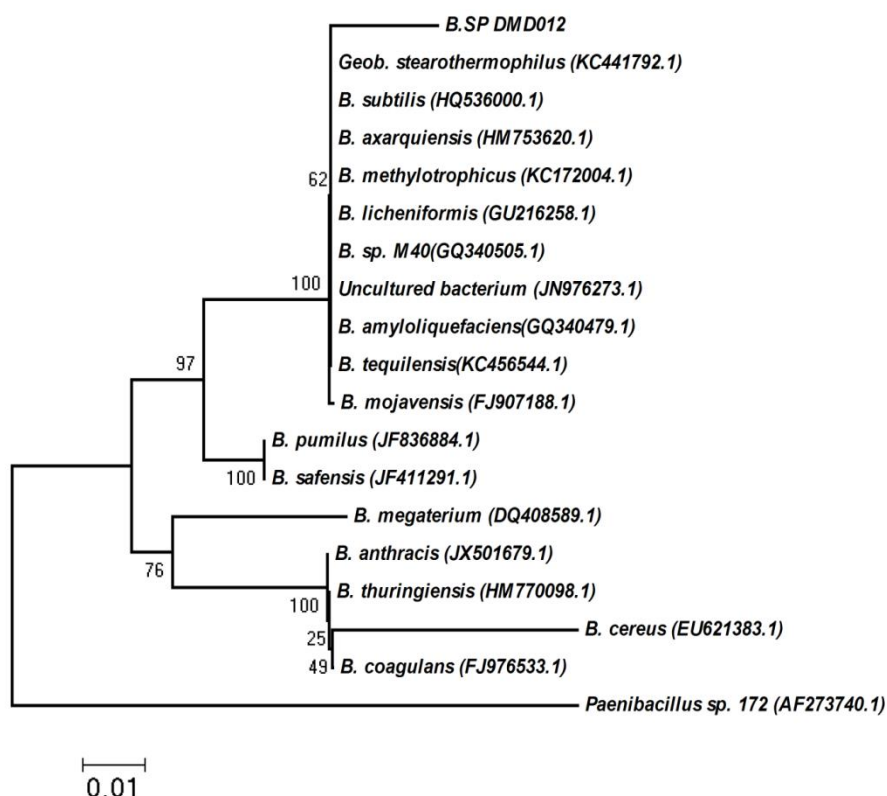 B.SP DMD012
Geob. stearothermophilus (KC441792.1)
B. subtilis (HQ536000.1)
B. axarquiensis (HM753620.1)
62
B. methylotrophicus (KC172004.1)
B. licheniformis (GU216258.1)
B. sp. M40(GQ340505.1)
100
Uncultured bacterium (JN976273.1)
B. amyloliquefaciens(GQ340479.1)
97
B. tequilensis(KC456544.1)
B. mojavensis (FJ907188.1)
B. pumilus (JF836884.1)
100
B. safensis (JF411291.1)
B. megaterium (DQ408589.1)
76
B. anthracis (JX501679.1)
B. thuringiensis (HM770098.1)
100
B. cereus (EU621383.1)
25
49
B. coagulans (FJ976533.1)
Paenibacillus sp. 172 (AF273740.1)
0.01